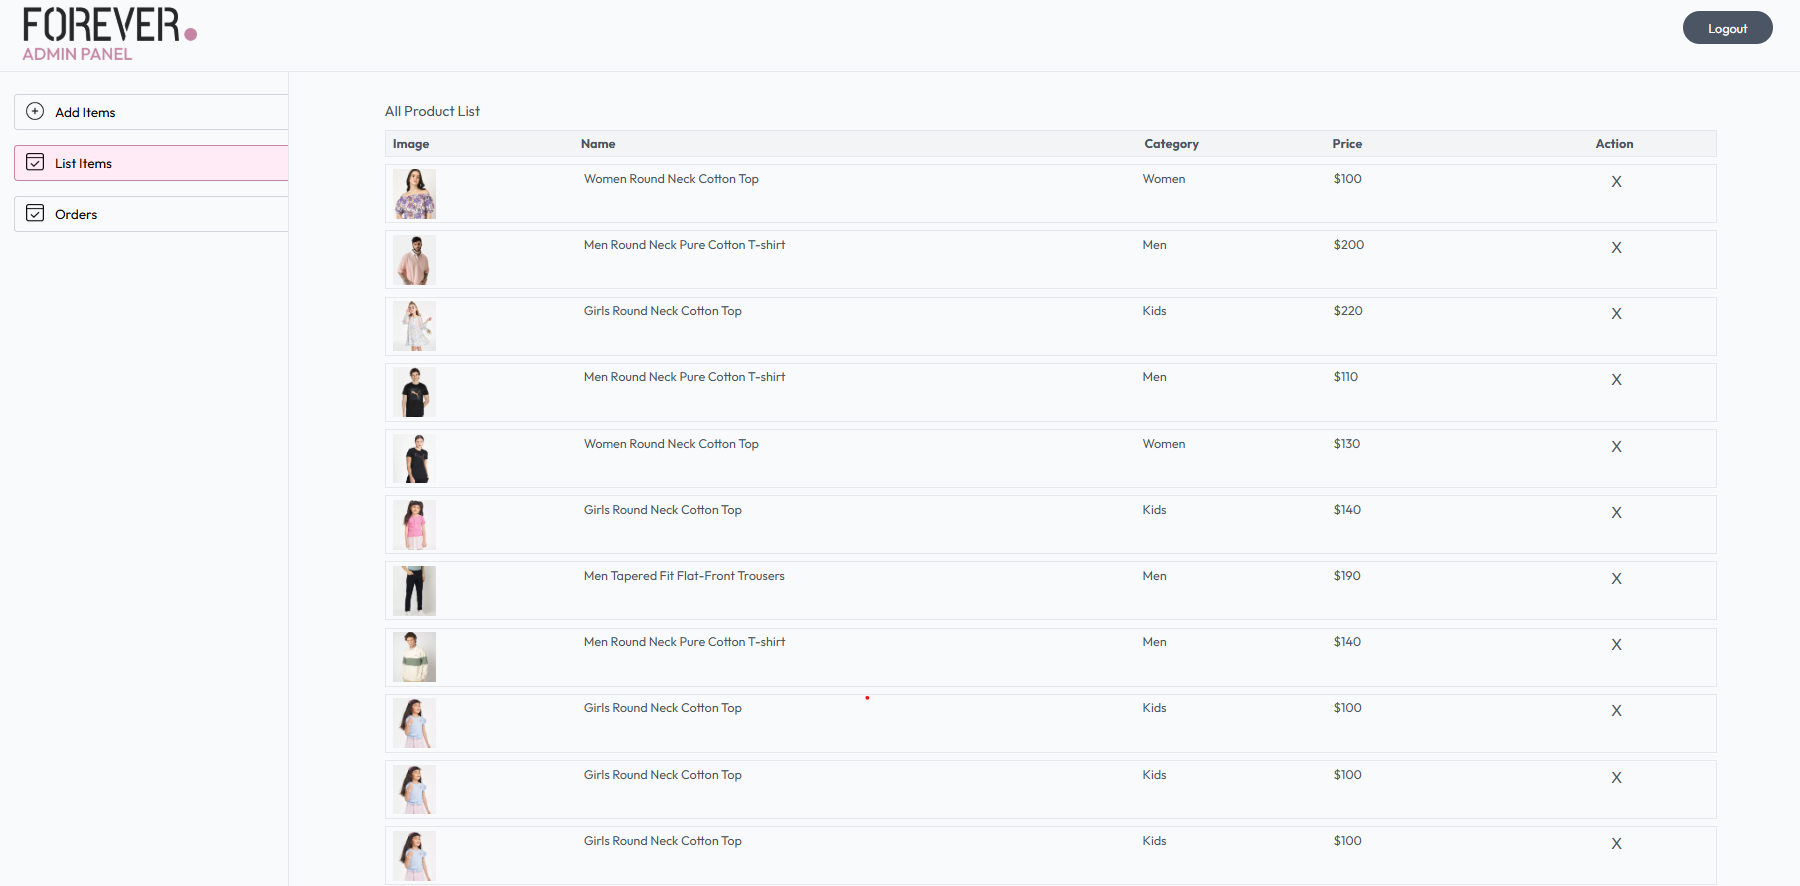 FOREVER.
ADMIN PANEL
Logout
Add Items
List Items
Orders
All Product List
Image Name Category Price Action
Women Round Neck Cotton Top Women $100 X
Men Round Neck Pure Cotton T-shirt Men $200 X
Girls Round Neck Cotton Top Kids $220 X
Men Round Neck Pure Cotton T-shirt Men $110 X
Women Round Neck Cotton Top Women $130 X
Girls Round Neck Cotton Top Kids $140 X
Men Tapered Fit Flat-Front Trousers Men $190 X
Men Round Neck Pure Cotton T-shirt Men $140 X
Girls Round Neck Cotton Top Kids $100 X
Girls Round Neck Cotton Top Kids $100 X
Girls Round Neck Cotton Top Kids $100 X